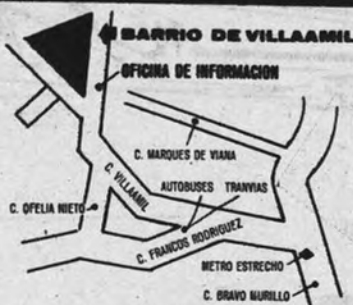 BARRIO DE VILLAAMIL
OFICINA DE INFORMACION
C. MARQUES DE VIANA
C. VILLAAMIL
AUTOBUSES TRANVIAS
C. OFELIA NIETO
C. FRANCOS RODRIGUEZ
METRO ESTRECHO
C. BRAVO MURILLO